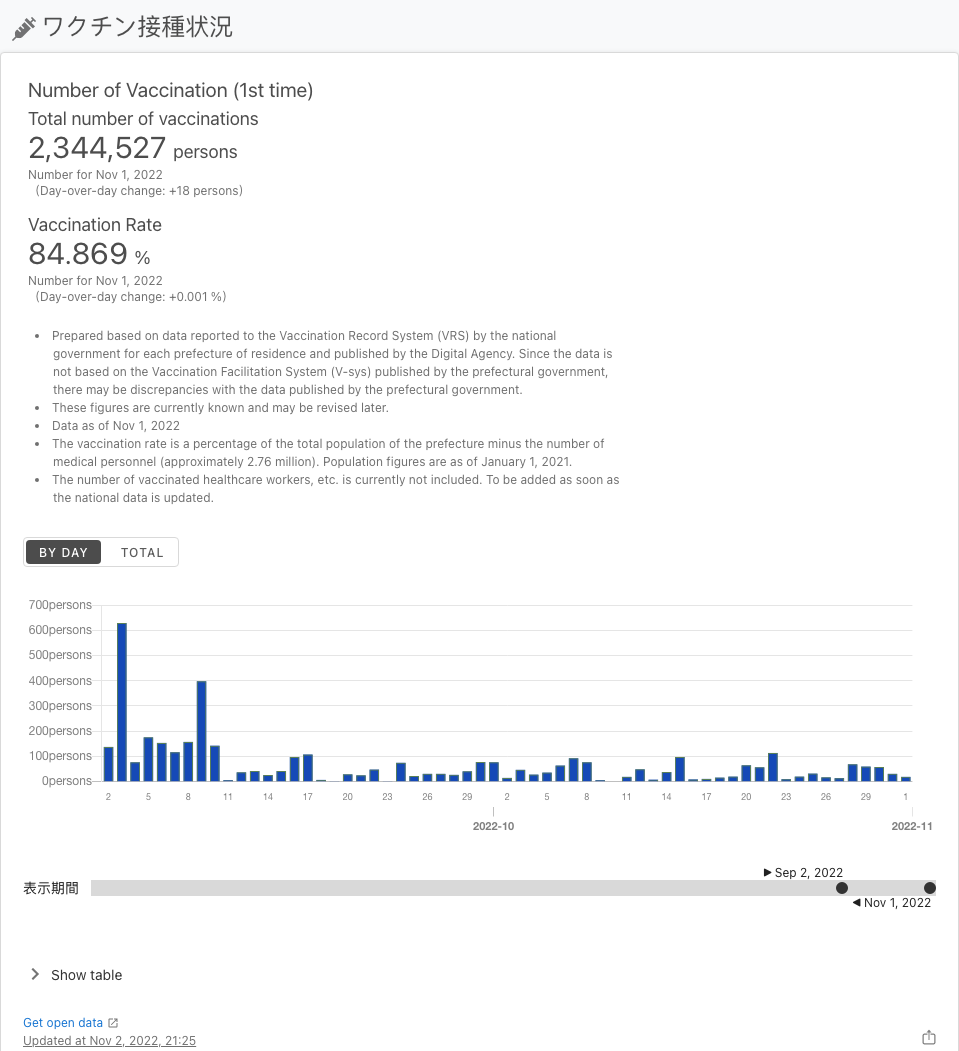 ワクチン接種状況
Number of Vaccination (1st time)
Total number of vaccinations
2,344,527 persons
Number for Nov 1, 2022
(Day-over-day change: +18 persons)
Vaccination Rate
84.869 %
Number for Nov 1, 2022
(Day-over-day change: +0.001 %)
• Prepared based on data reported to the Vaccination Record System (VRS) by the national
government for each prefecture of residence and published by the Digital Agency. Since the data is
not based on the Vaccination Facilitation System (V-sys) published by the prefectural government,
there may be discrepancies with the data published by the prefectural government.
• These figures are currently known and may be revised later.
• Data as of Nov 1, 2022
• The vaccination rate is a percentage of the total population of the prefecture minus the number of
medical personnel (approximately 2.76 million). Population figures are as of January 1, 2021.
• The number of vaccinated healthcare workers, etc. is currently not included. To be added as soon as
the national data is updated.
BY DAY TOTAL
700persons
600persons
500persons
400persons
300persons
200persons
100persons
0persons
2 5 8 11 14 17 20 23 26 29 2 5 8 11 14 17 20 23 26 29 1
2022-10 2022-11
Sep 2, 2022
表示期間
Nov 1, 2022
Show table
Get open data
Updated at Nov 2, 2022, 21:25